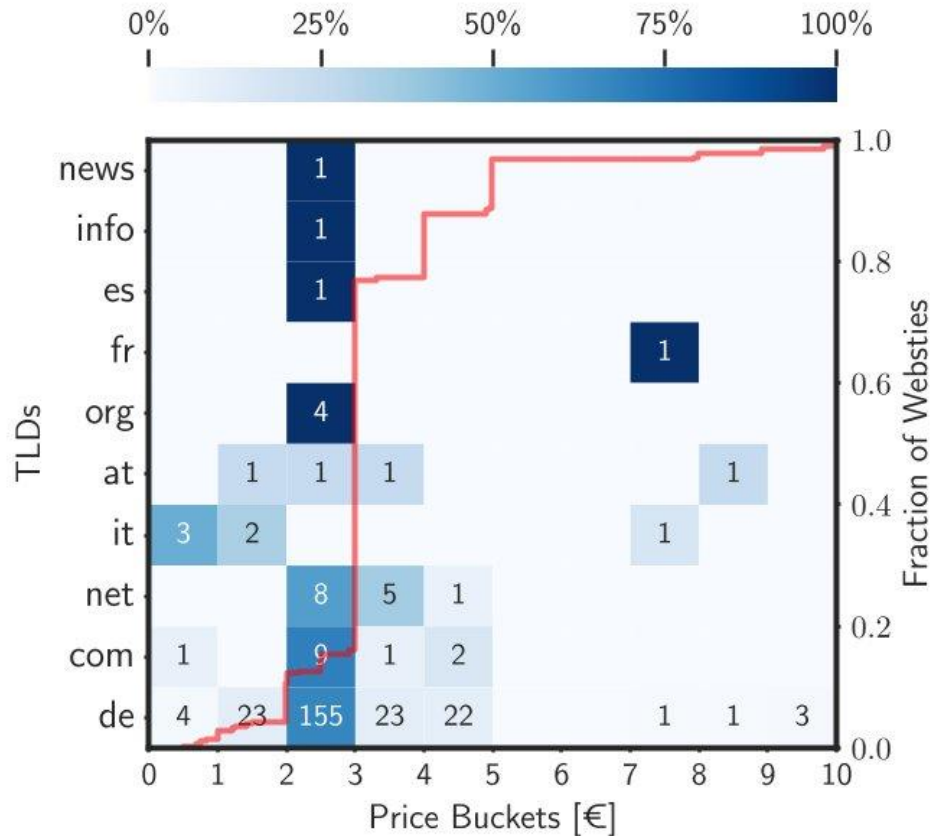 0% 25% 50% 75% 100%
news 1 1.0
info 1
es 1 0.8
fr 1
0.6
org 4
at 1 1 1 1
0.4
it 3 2 1
net 8 5 1
0.2
com 1 9 1 2
de 4 23 155 23 22 1 1 3
0.0
0 1 2 3 4 5 6 7 8 9 10
Price Buckets [€]
TLDs
Fraction of Websties